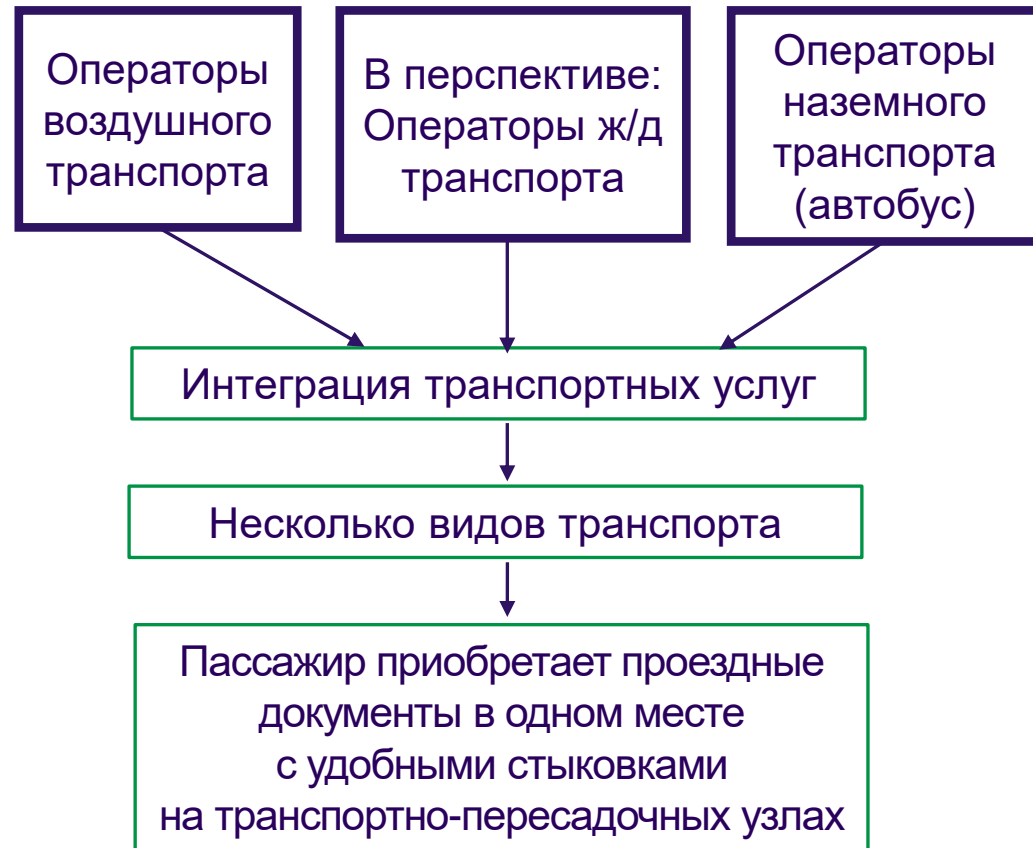 Операторы
воздушного
транспорта
В перспективе:
Операторы ж/д
транспорта
Операторы
наземного
транспорта
(автобус)
Интеграция транспортных услуг
Несколько видов транспорта
Пассажир приобретает проездные
документы в одном месте
с удобными стыковками
на транспортно-пересадочных узлах